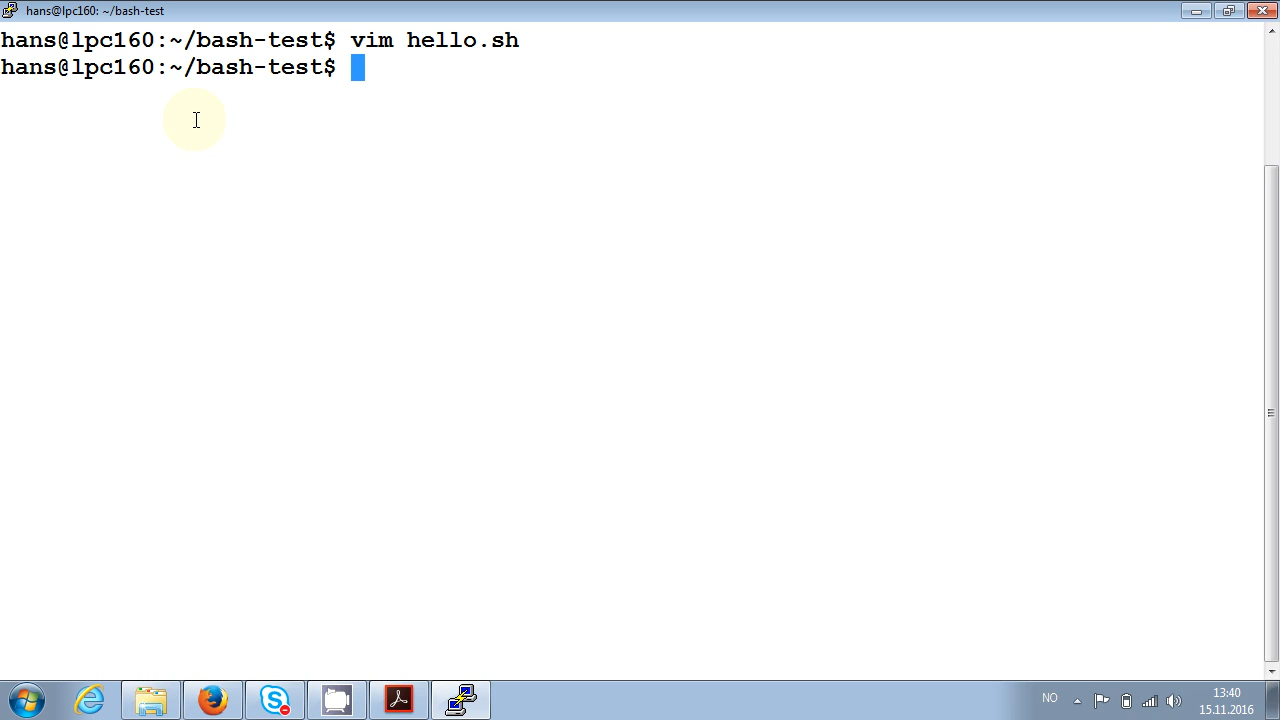 hans@lpc160: ~/bash-test
hans@lpc160:~/bash-test$ vim hello.sh
hans@lpc160:~/bash-test$
NO
13:40
15.11.2016